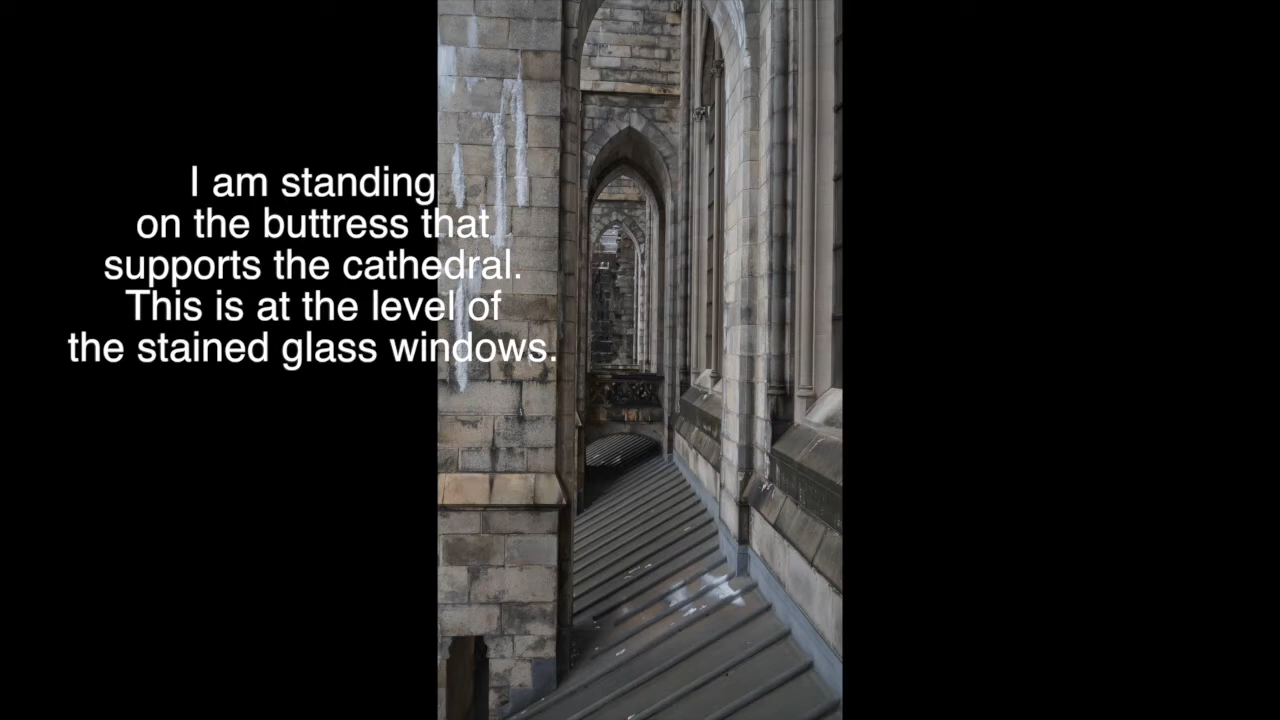 I am standing
on the buttress that
supports the cathedral.
This is at the level of
the stained glass windows.